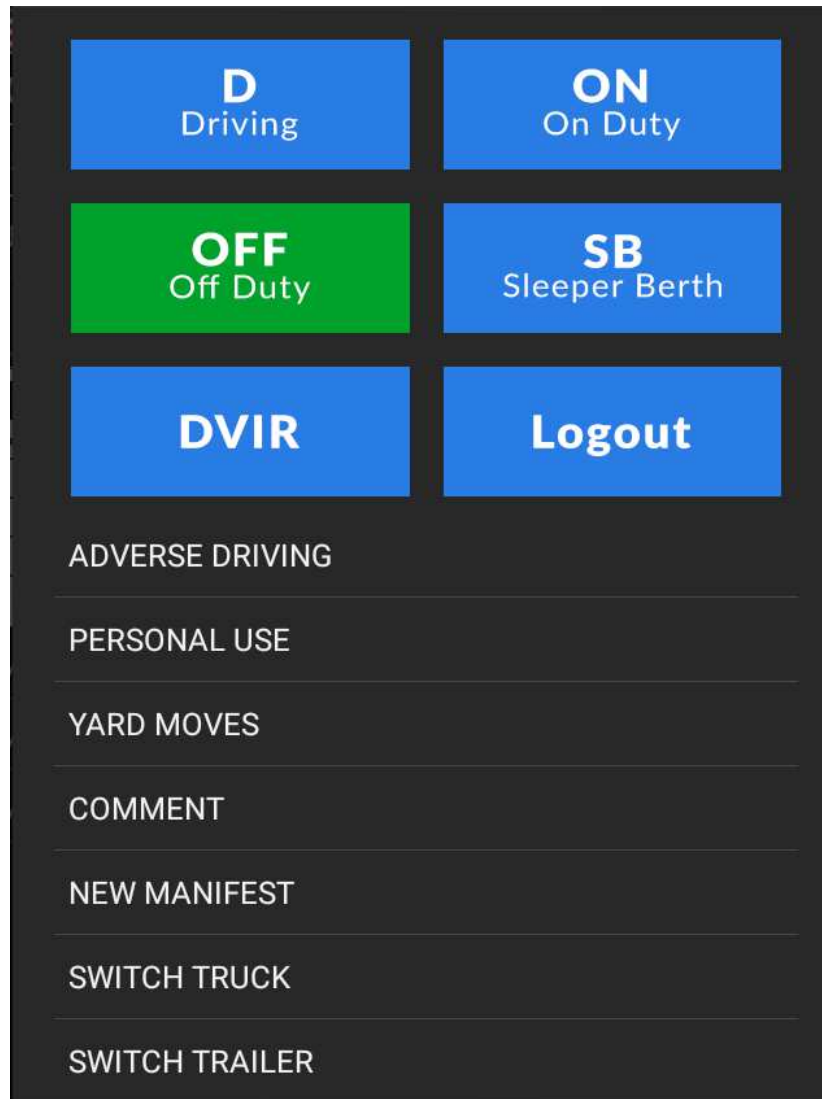 D
Driving
ON
On Duty
OFF
Off Duty
SB
Sleeper Berth
DVIR
Logout
ADVERSE DRIVING
PERSONAL USE
YARD MOVES
COMMENT
NEW MANIFEST
SWITCH TRUCK
SWITCH TRAILER